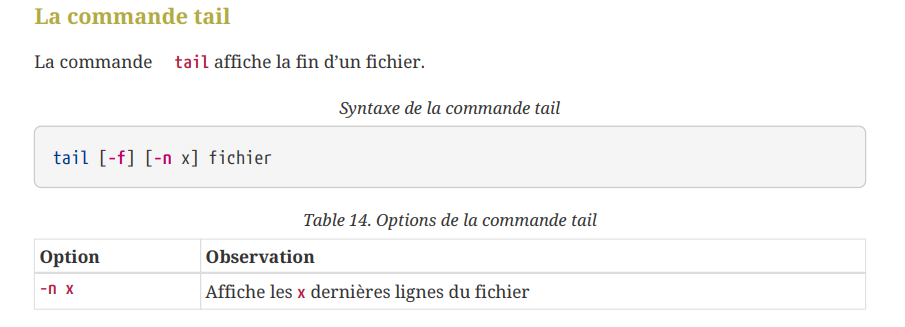 La commande tail
La commande tail affiche la fin d’un fichier.
Syntaxe de la commande tail
tail [-f] [-n x] fichier
Table 14. Options de la commande tail
Option Observation
-n x Affiche les x dernières lignes du fichier